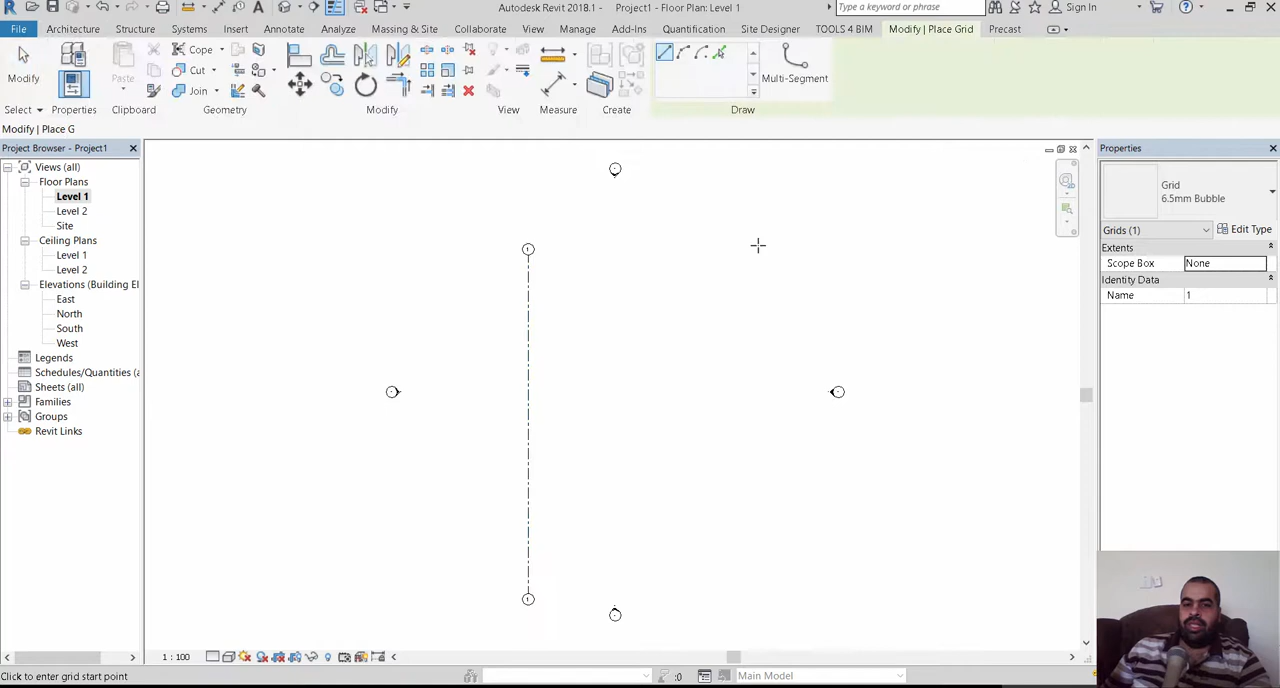 Autodesk Revit 2018.1 - Project1 - Floor Plan: Level 1
Type a keyword or phrase
Sign In
File Architecture Structure Systems Insert Annotate Analyze Massing & Site Collaborate View Manage Add-Ins Quantification Site Designer TOOLS 4 BIM Modify | Place Grid Precast
Modify
Paste
Cope
Cut
Join
Multi-Segment
Select Properties Clipboard Geometry Modify View Measure Create Draw
Modify | Place G
Project Browser - Project1
Views (all)
Floor Plans
Level 1
Level 2
Site
Ceiling Plans
Level 1
Level 2
Elevations (Building El
East
North
South
West
Legends
Schedules/Quantities (a
Sheets (all)
Families
Groups
Revit Links
1
1
Properties
Grid
6.5mm Bubble
Grids (1) Edit Type
Extents
Scope Box None
Identity Data
Name 1
1 : 100
Click to enter grid start point
:0
Main Model